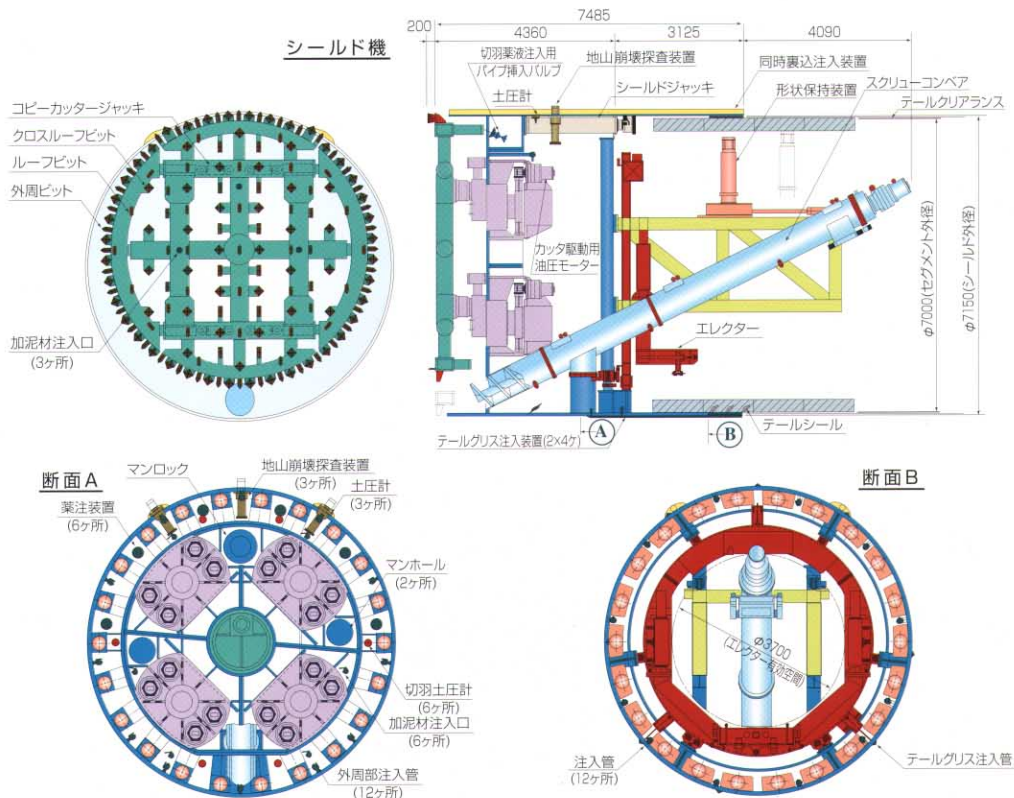 シールド機
コピーカッタージャッキ
クロスルーフビット
ルーフビット
外周ビット
加泥材注入口
(3ヶ所)
7485
200
4360
3125
4090
切羽薬液注入用
パイプ挿入バルブ
地山崩壊探査装置
同時裏込注入装置
土圧計
シールドジャッキ
スクリューコンベア
形状保持装置
テールクリアランス
カッタ駆動用
油圧モーター
エレクター
φ7000(セグメント外径)
φ7150(シールド外径)
テールグリス注入装置(2×4ケ)
A
B
テールシール
断面A
マンロック
地山崩壊探査装置
(3ヶ所)
土圧計
(3ヶ所)
薬注装置
(6ヶ所)
マンホール
(2ヶ所)
切羽土圧計
(6ヶ所)
加泥材注入口
(6ヶ所)
外周部注入管
(12ヶ所)
断面B
φ3700
(エレクター有効空間)
注入管
(12ヶ所)
テールグリス注入管